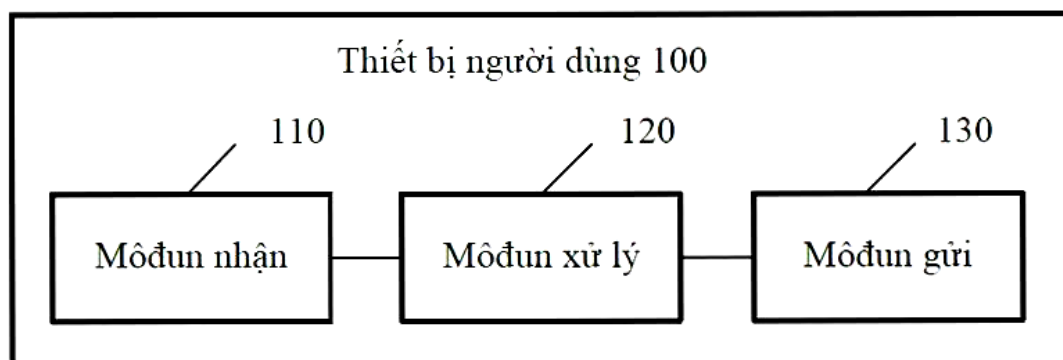 Thiết bị người dùng 100
110 120 130
Môđun nhận Môđun xử lý Môđun gửi